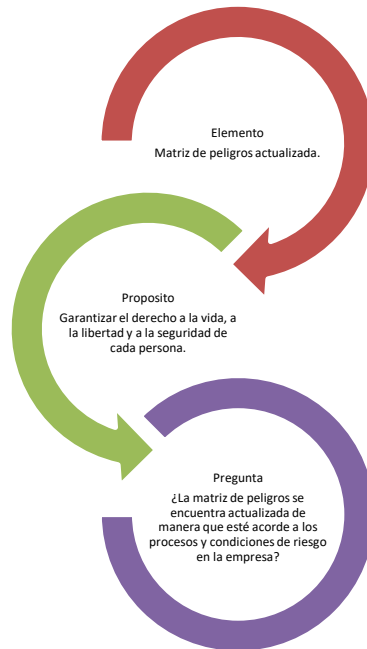 Elemento
Matriz de peligros actualizada.
Proposito
Garantizar el derecho a la vida, a
la libertad y a la seguridad de
cada persona.
Pregunta
¿La matriz de peligros se
encuentra actualizada de
manera que esté acorde a los
procesos y condiciones de riesgo
en la empresa?